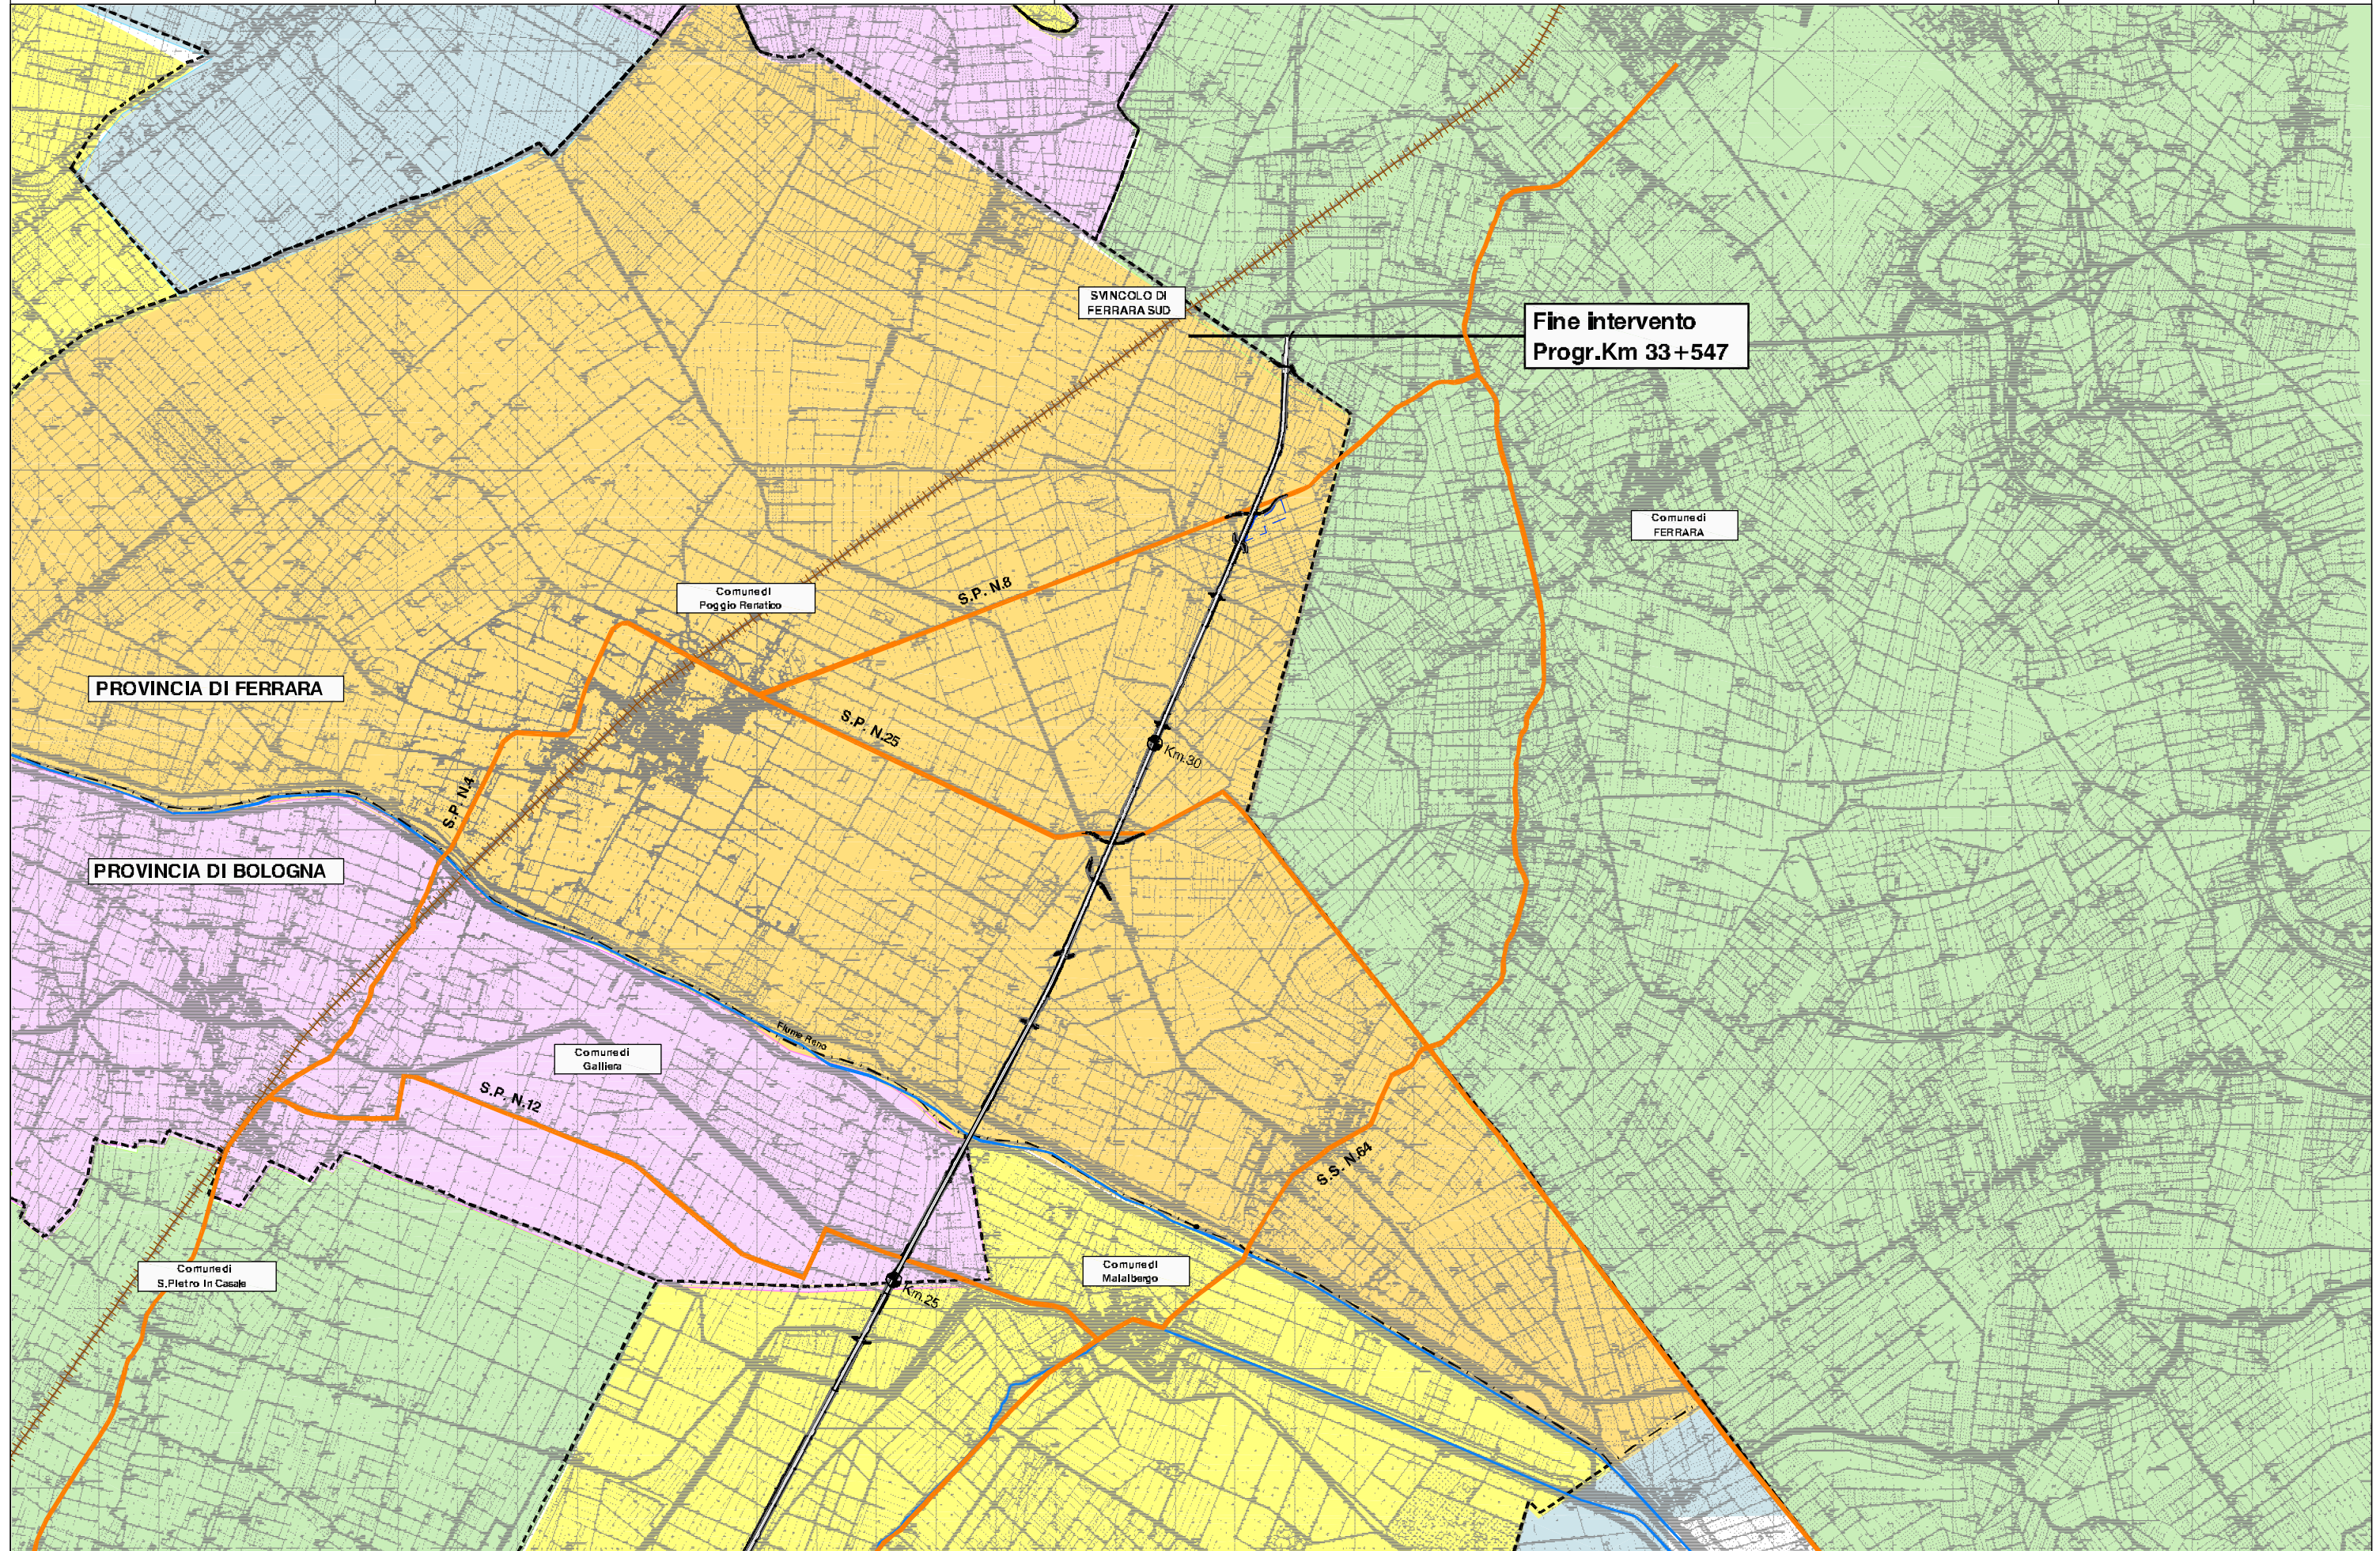 SVINCOLO DI
FERRARA SUD
Fine intervento
Progr.Km 33+547
Comune di
FERRARA
Comune di
Poggio Renatico
S.P. N.8
PROVINCIA DI FERRARA
S.P. N.25
Km.30
S.P. N.4
PROVINCIA DI BOLOGNA
Fiume Reno
Comune di
Galliera
S.P. N.12
S.S. N.64
Comune di
S.Pietro In Casale
Comune di
Malalbergo
Km.25